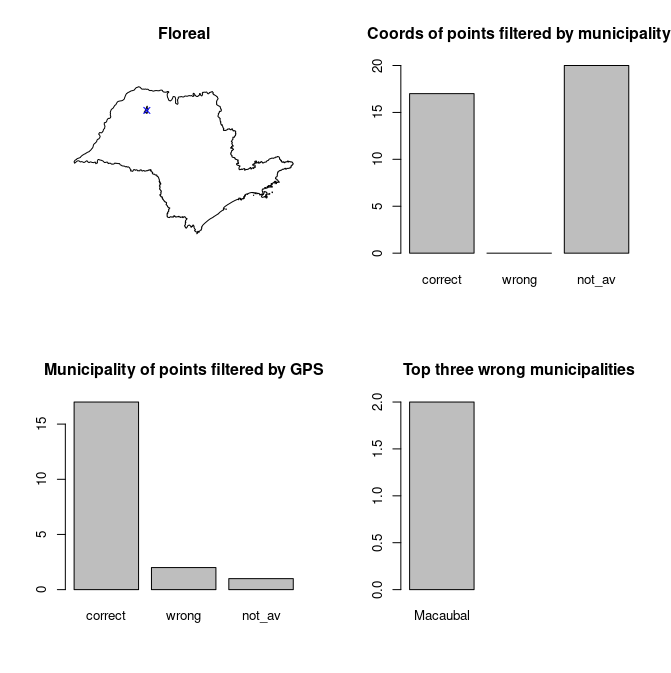 Floreal
Coords of points filtered by municipality
20
15
10
5
0
correct wrong not_av
Municipality of points filtered by GPS
15
10
5
0
correct wrong not_av
Top three wrong municipalities
2.0
1.5
1.0
0.5
0.0
Macaubal